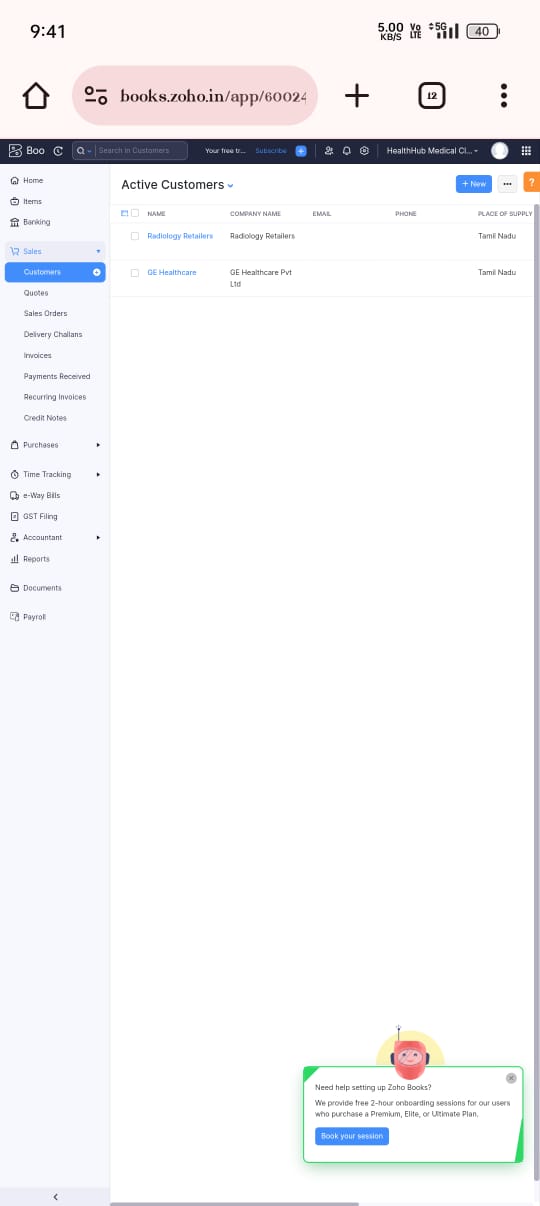 9:41
5.00 KB/S Vo LTE 5G 40
books.zoho.in/app/60024
12
Boo
Search in Customers
Your free tr...
Subscribe
HealthHub Medical Cl...
Home
Items
Banking
Sales
Customers
Quotes
Sales Orders
Delivery Challans
Invoices
Payments Received
Recurring Invoices
Credit Notes
Purchases
Time Tracking
e-Way Bills
GST Filing
Accountant
Reports
Documents
Payroll
Active Customers
+ New
?
NAME COMPANY NAME EMAIL PHONE PLACE OF SUPPLY
Radiology Retailers Radiology Retailers Tamil Nadu
GE Healthcare GE Healthcare Pvt Tamil Nadu
Ltd
Need help setting up Zoho Books?
We provide free 2-hour onboarding sessions for our users
who purchase a Premium, Elite, or Ultimate Plan.
Book your session